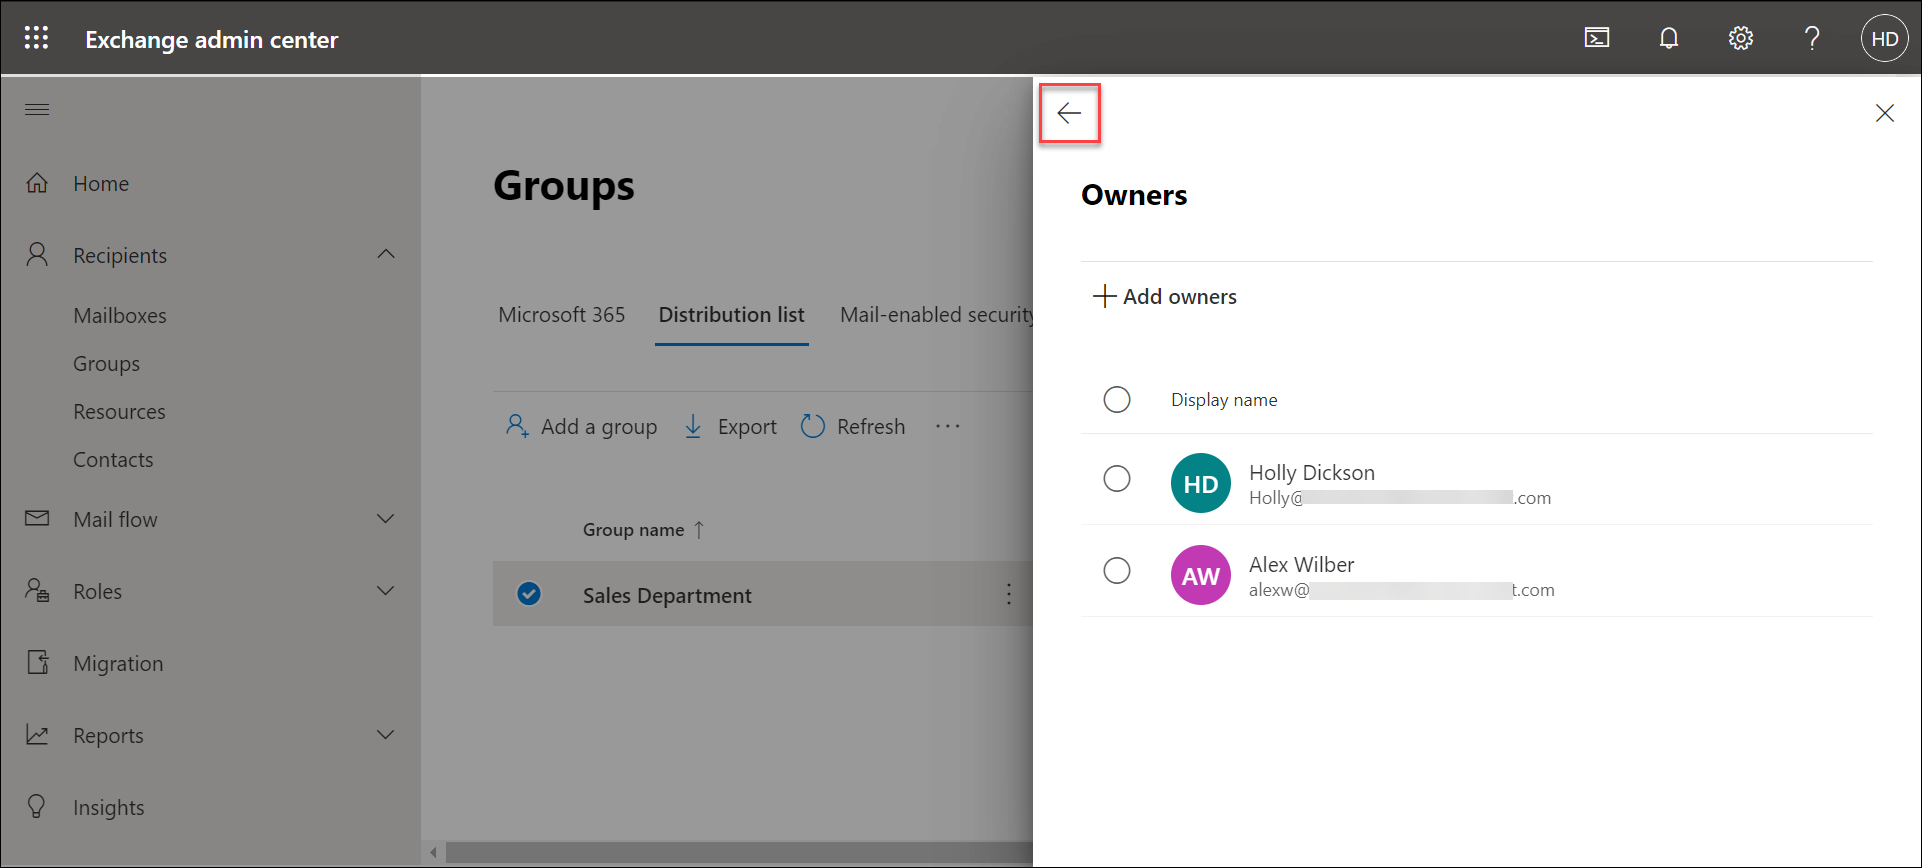 Exchange admin center
HD
Home
Recipients
Mailboxes
Groups
Resources
Contacts
Mail flow
Roles
Migration
Reports
Insights
Groups
Microsoft 365
Distribution list
Mail-enabled security
Add a group
Export
Refresh
Group name ↑
Sales Department
Owners
Add owners
Display name
HD
Holly Dickson
Holly@ .com
AW
Alex Wilber
alexw@ t.com